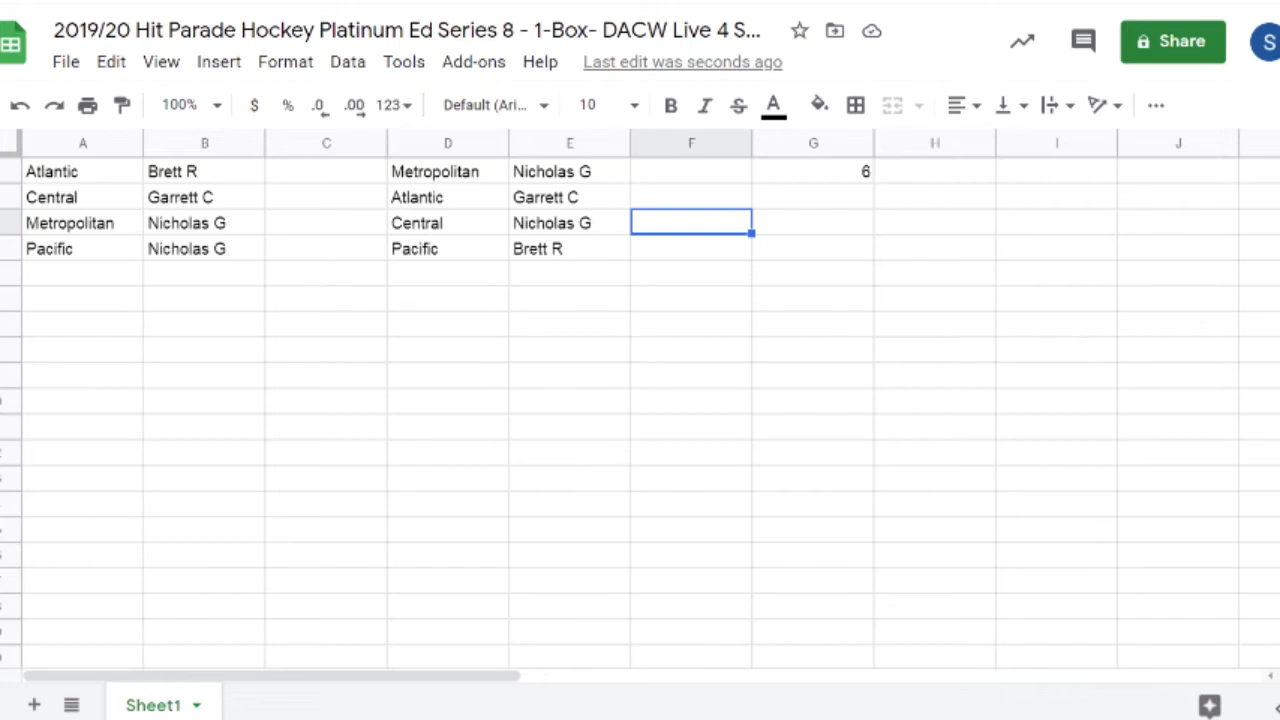 2019/20 Hit Parade Hockey Platinum Ed Series 8 - 1-Box- DACW Live 4 S...
Share
S
File Edit View Insert Format Data Tools Add-ons Help Last edit was seconds ago
100% $ % .0 .00 123 Default (Ari... 10 B I S A
A B C D E F G H I J
Atlantic Brett R Metropolitan Nicholas G 6
Central Garrett C Atlantic Garrett C
Metropolitan Nicholas G Central Nicholas G
Pacific Nicholas G Pacific Brett R
Sheet1